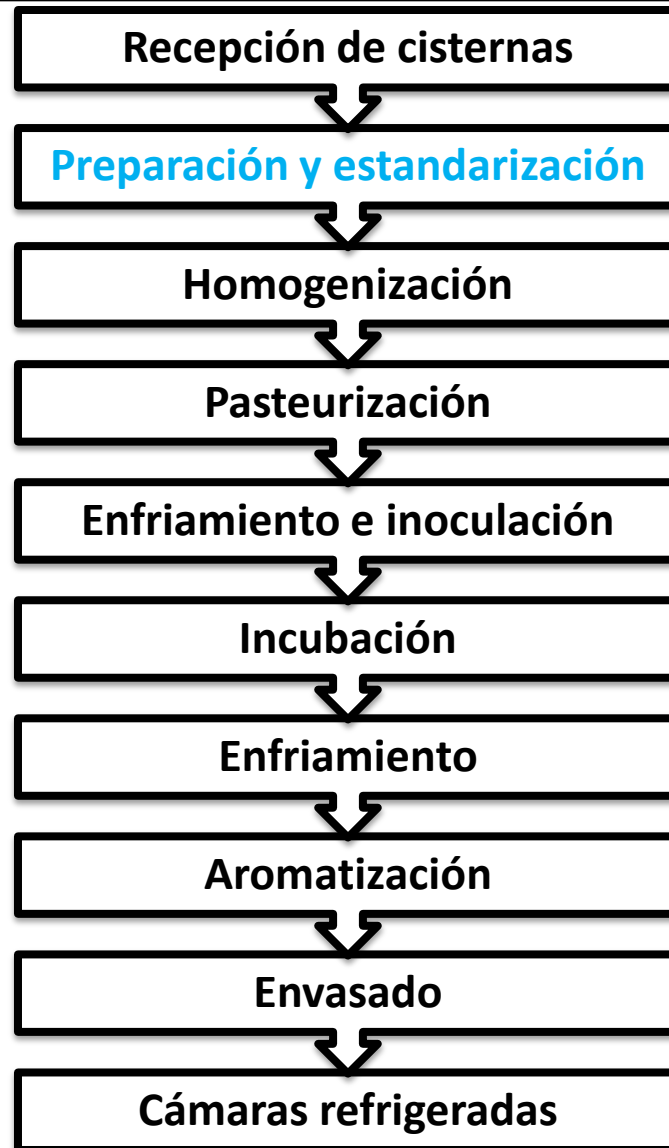 Recepción de cisternas
Preparación y estandarización
Homogenización
Pasteurización
Enfriamiento e inoculación
Incubación
Enfriamiento
Aromatización
Envasado
Cámaras refrigeradas